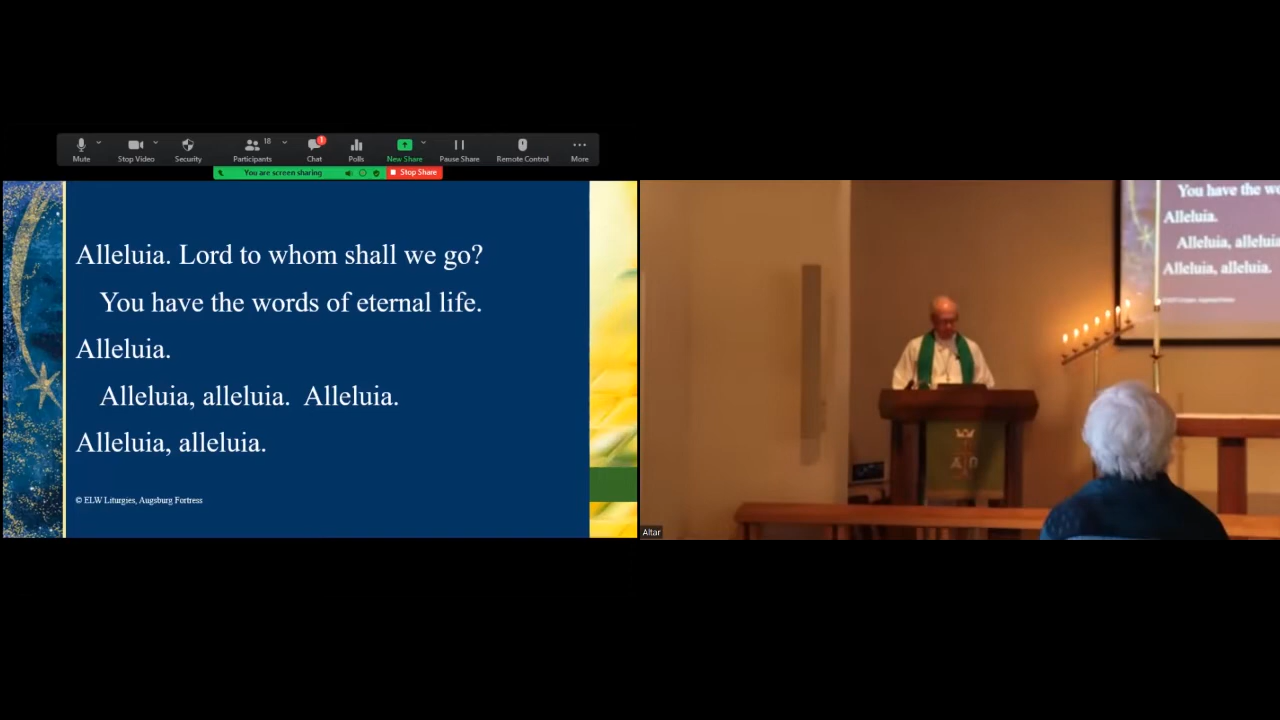 Mute
Stop Video
Security
Participants
18
Chat
1
Polls
New Share
Pause Share
Remote Control
More
You are screen sharing
Stop Share
Alleluia. Lord to whom shall we go?
You have the words of eternal life.
Alleluia.
Alleluia, alleluia.  Alleluia.
Alleluia, alleluia.
© ELW Liturgies, Augsburg Fortress
You have the wo
Alleluia.
Alleluia, alleluia
Alleluia, alleluia.
Altar